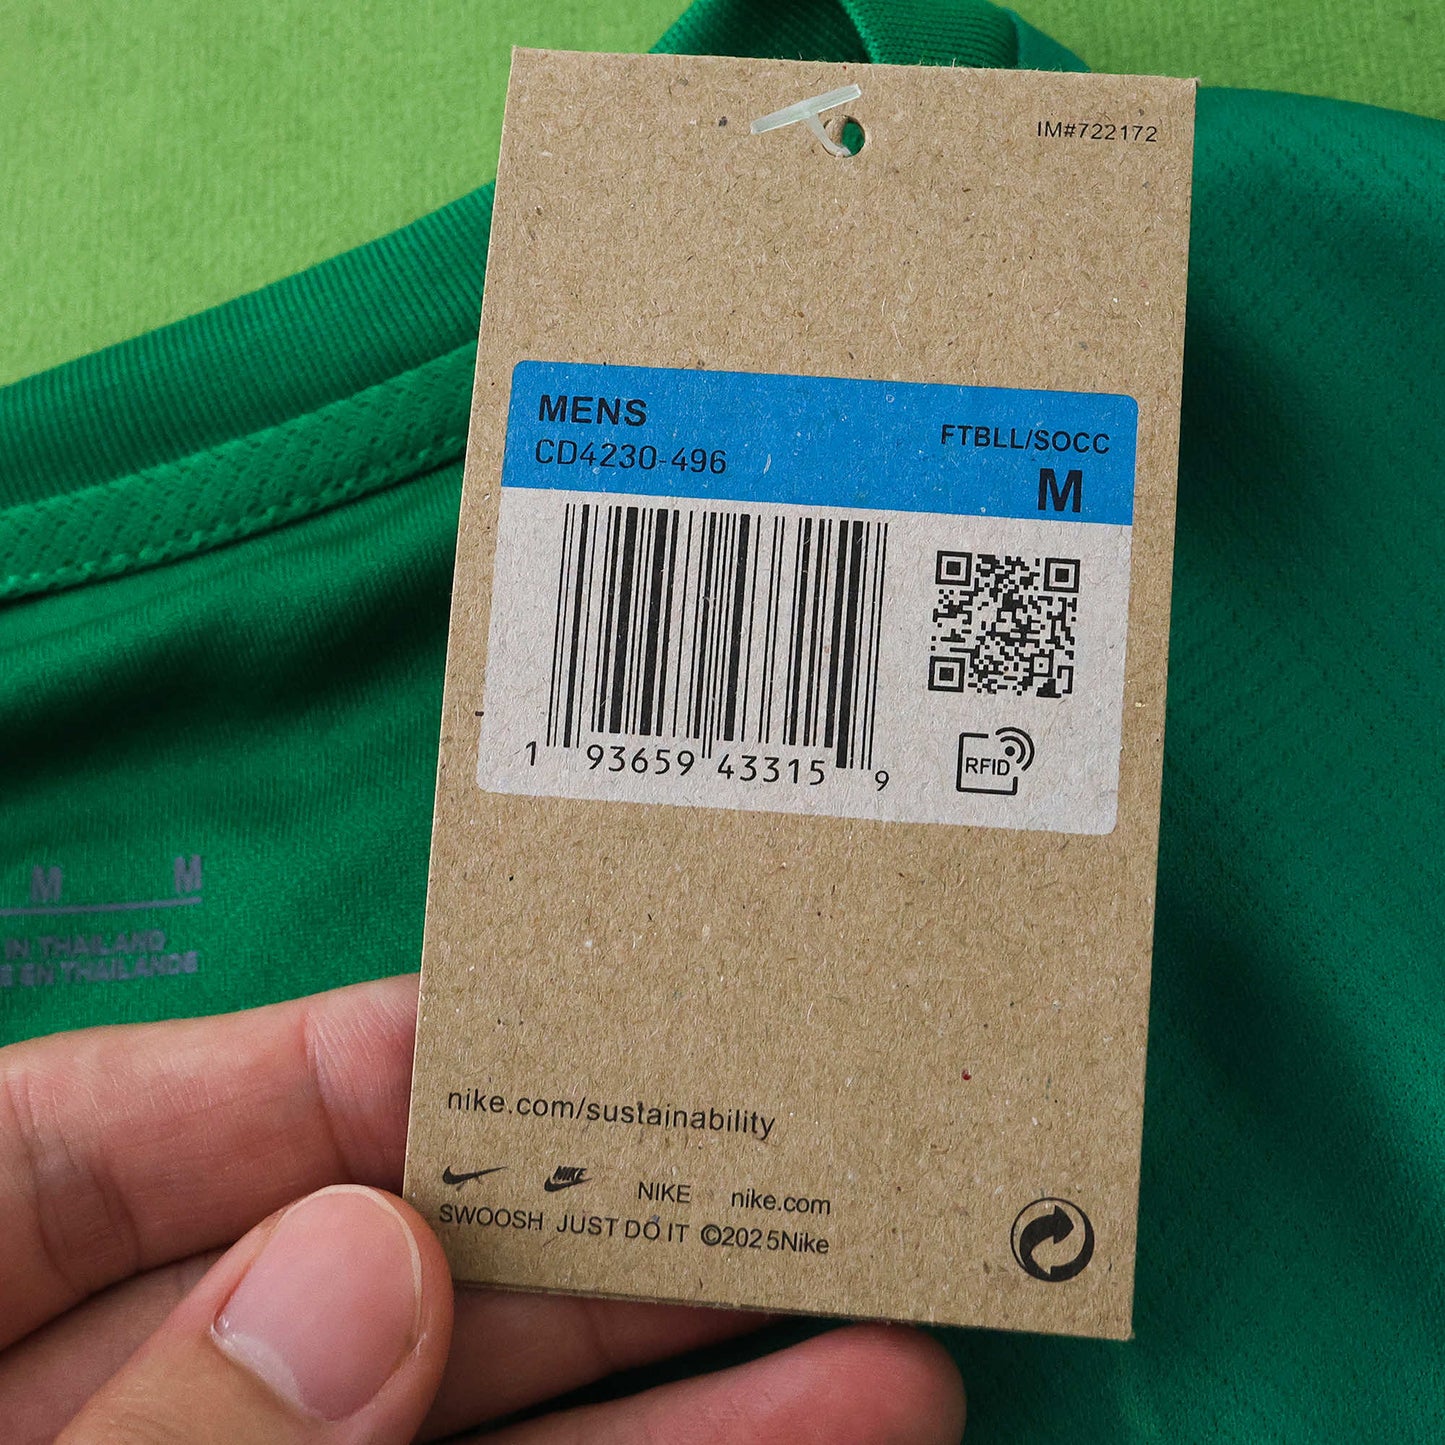 IM#722172
MENS
CD4230-496
FTBLL/SOCC
M
1 93659 43315 9
RFID
M M
IN THAILAND
EN THAILANDE
nike.com/sustainability
NIKE NIKE nike.com
SWOOSH JUST DO IT ©2025Nike